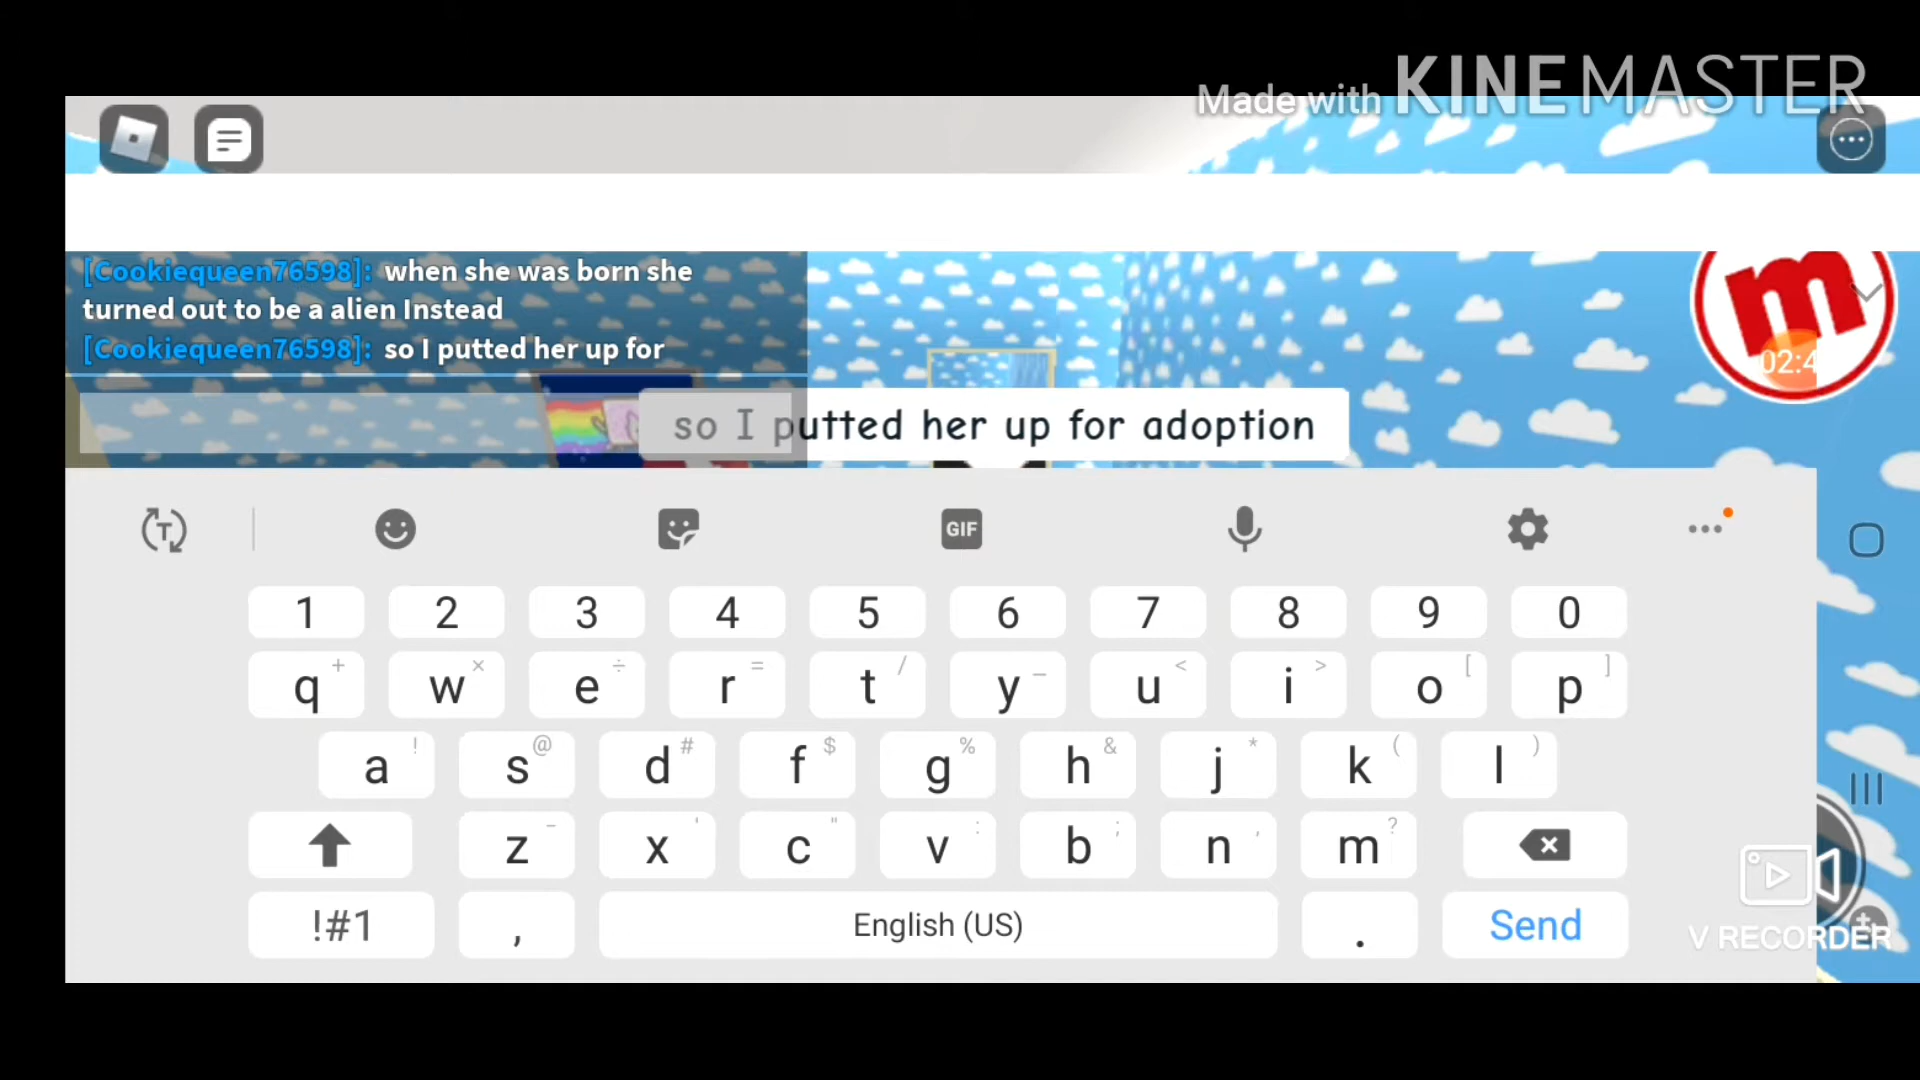 Made with KINEMASTER
[Cookiequeen76598]: when she was born she
turned out to be a alien Instead
[Cookiequeen76598]: so I putted her up for
m
02:4
so I putted her up for adoption
T
GIF
1 2 3 4 5 6 7 8 9 0
q + w × e ÷ r = t / y _ u < i > o [ p ]
a ! s @ d # f $ g % h & j * k ( l )
z - x ' c " v : b ; n , m ?
!#1 , English (US) . Send
V RECORDER